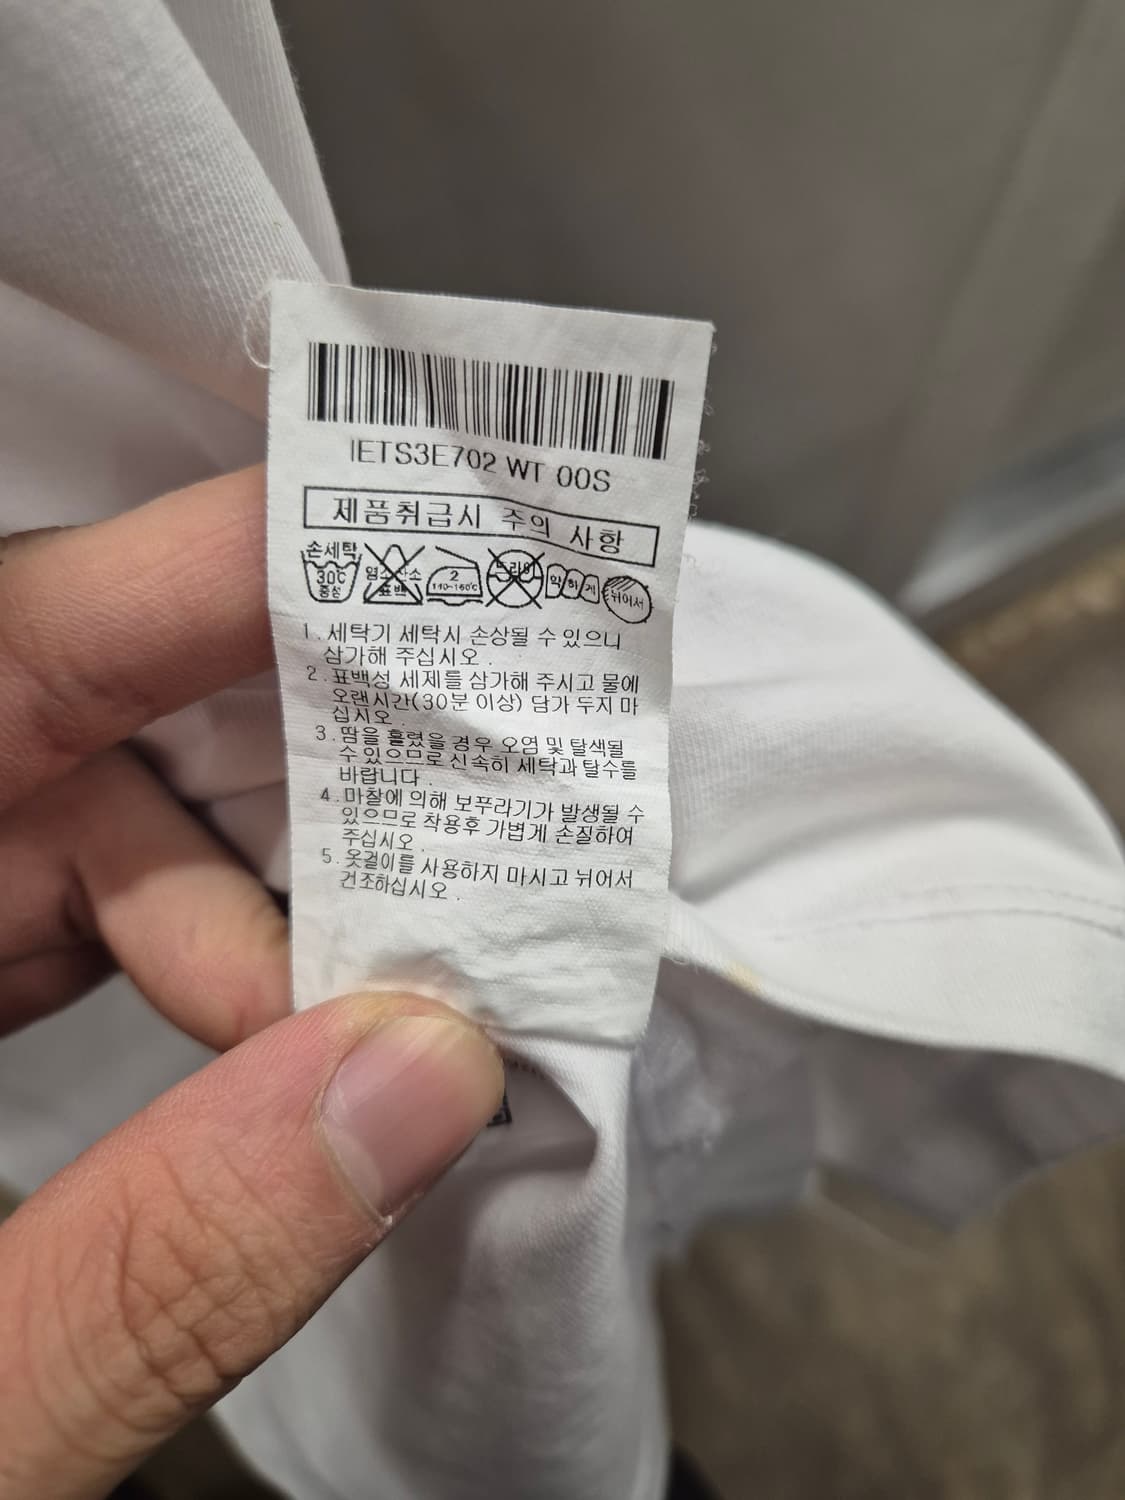 IETS3E702 WT 00S
제품취급시 주의 사항
손세탁 30℃ 중성
염소산소 표백
2 140~160℃
드라이
약하게
뉘어서
1. 세탁기 세탁시 손상될 수 있으니
삼가해 주십시오 .
2. 표백성 세제를 삼가해 주시고 물에
오랜시간(30분 이상) 담가 두지 마
십시오 .
3. 땀을 흘렸을 경우 오염 및 탈색될
수 있으므로 신속히 세탁과 탈수를
바랍니다 .
4. 마찰에 의해 보푸라기가 발생될 수
있으므로 착용후 가볍게 손질하여
주십시오 .
5. 옷걸이를 사용하지 마시고 뉘어서
건조하십시오 .